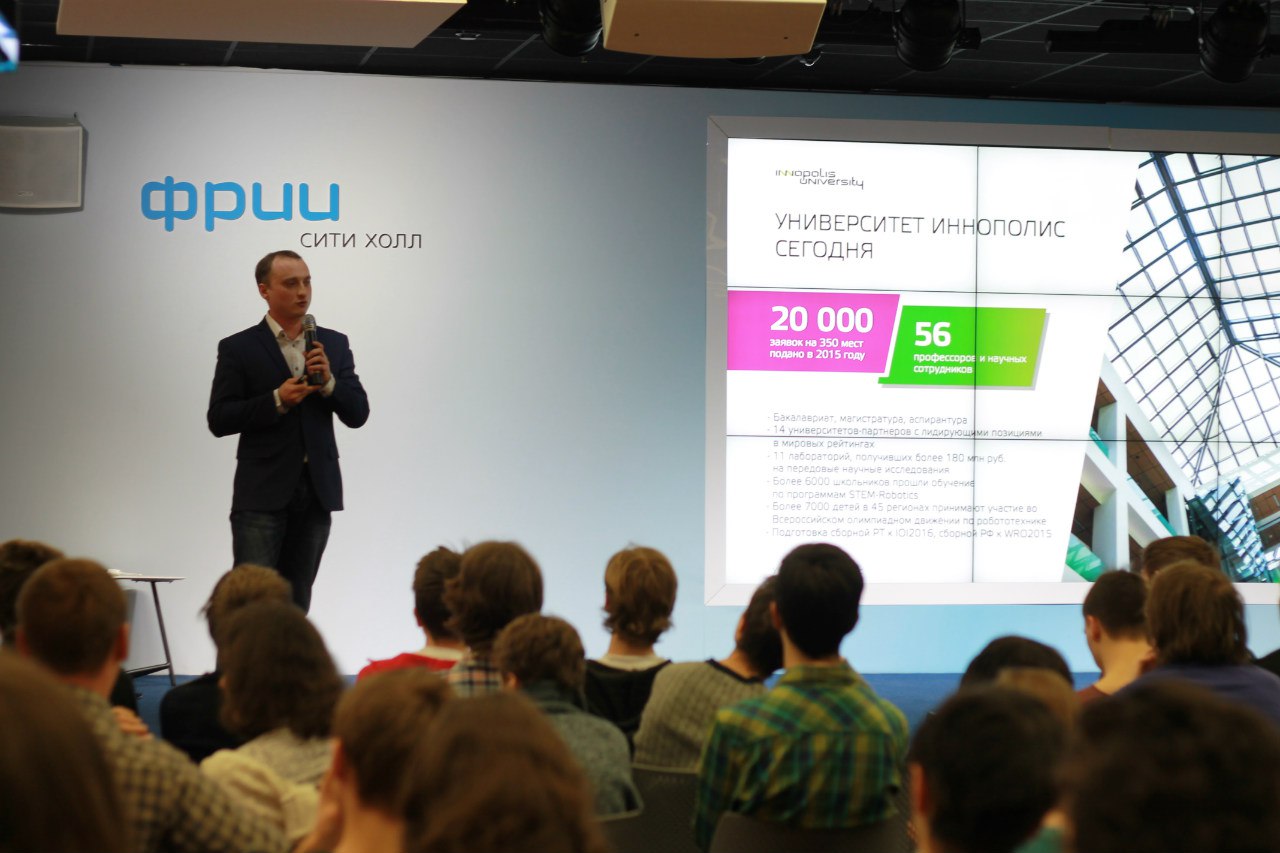 фрии
СИТИ ХОЛЛ
innopolis
university
УНИВЕРСИТЕТ ИННОПОЛИС
СЕГОДНЯ
20 000
заявок на 350 мест
подано в 2015 году
56
профессоров и научных
сотрудников
- Бакалавриат, магистратура, аспирантура
- 14 университетов-партнеров с лидирующими позициями
в мировых рейтингах
- 11 лабораторий, получивших более 180 млн руб.
на передовые научные исследования
- Более 6000 школьников прошли обучение
по программам STEM-Robotics
- Более 7000 детей в 45 регионах принимают участие во
Всероссийском олимпиадном движении по робототехнике
- Подготовка сборной РТ к IOI2016, сборной РФ к WRO2015